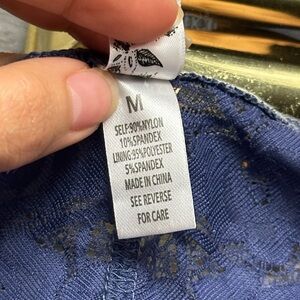 M
SELF:90%NYLON
10%SPANDEX
LINING:95%POLYESTER
5%SPANDEX
MADE IN CHINA
SEE REVERSE
FOR CARE